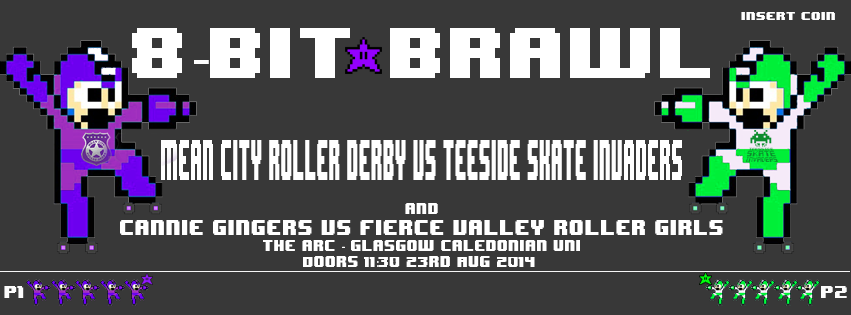 INSERT COIN
8-BIT BRAWL
MEAN CITY ROLLER DERBY VS TEESIDE SKATE INVADERS
AND
CANNIE GINGERS VS FIERCE VALLEY ROLLER GIRLS
THE ARC - GLASGOW CALEDONIAN UNI
DOORS 11:30 23RD AUG 2014
P1
P2